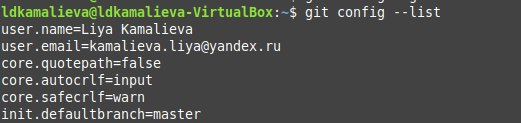 ldkamalieva@ldkamalieva-VirtualBox:~$ git config --list
user.name=Liya Kamalieva
user.email=kamalieva.liya@yandex.ru
core.quotepath=false
core.autocrlf=input
core.safecrlf=warn
init.defaultbranch=master